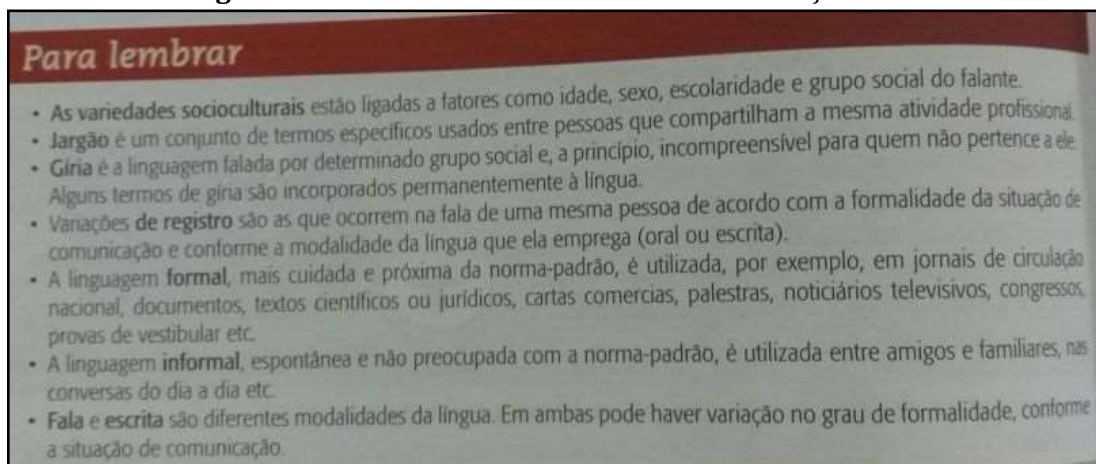 Para lembrar
• As variedades socioculturais estão ligadas a fatores como idade, sexo, escolaridade e grupo social do falante.
• Jargão é um conjunto de termos específicos usados entre pessoas que compartilham a mesma atividade profissional.
• Gíria é a linguagem falada por determinado grupo social e, a princípio, incompreensível para quem não pertence a ele.
Alguns termos de gíria são incorporados permanentemente à língua.
• Variações de registro são as que ocorrem na fala de uma mesma pessoa de acordo com a formalidade da situação de
comunicação e conforme a modalidade da língua que ela emprega (oral ou escrita).
• A linguagem formal, mais cuidada e próxima da norma-padrão, é utilizada, por exemplo, em jornais de circulação
nacional, documentos, textos científicos ou jurídicos, cartas comercias, palestras, noticiários televisivos, congressos,
provas de vestibular etc.
• A linguagem informal, espontânea e não preocupada com a norma-padrão, é utilizada entre amigos e familiares, nas
conversas do dia a dia etc.
• Fala e escrita são diferentes modalidades da língua. Em ambas pode haver variação no grau de formalidade, conforme
a situação de comunicação.